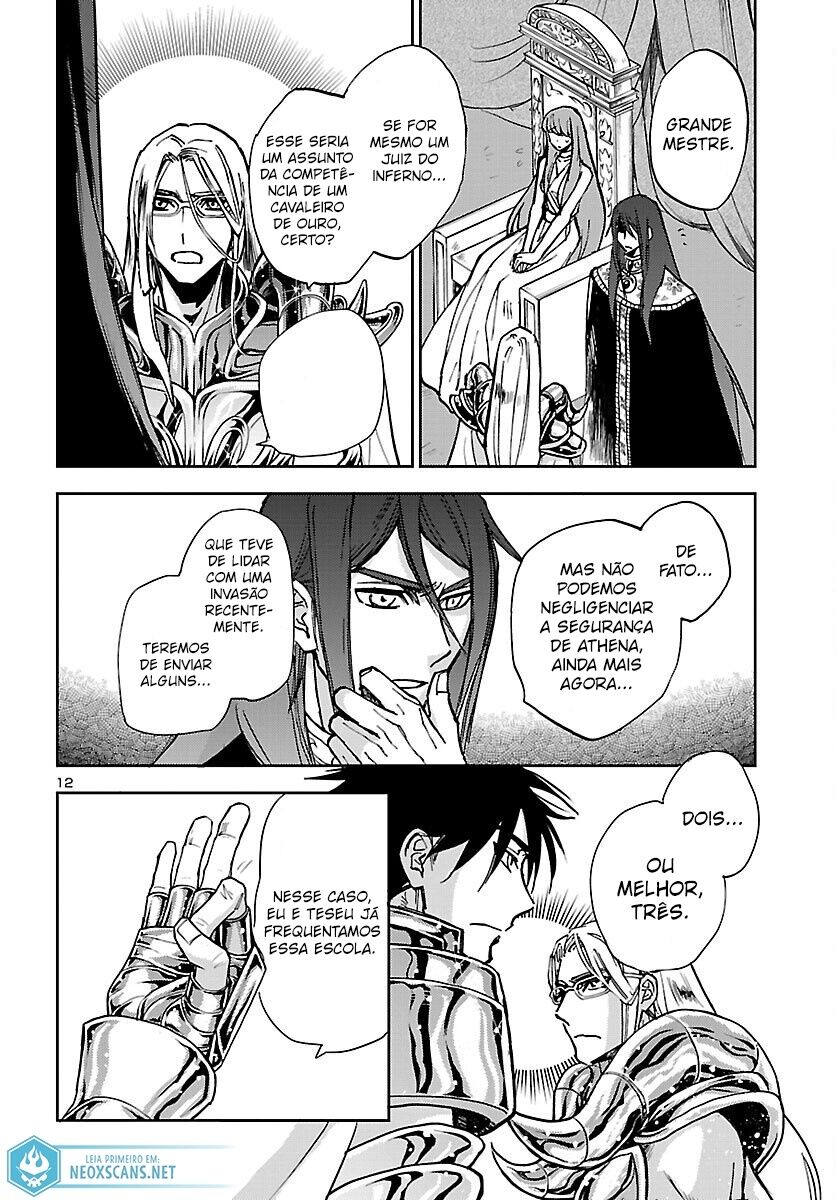 GRANDE
MESTRE.
SE FOR
MESMO UM
JUIZ DO
INFERNO...
ESSE SERIA
UM ASSUNTO
DA COMPETÊ-
NCIA DE UM
CAVALEIRO
DE OURO,
CERTO?
DE
FATO...
MAS NÃO
PODEMOS
NEGLIGENCIAR
A SEGURANÇA
DE ATHENA,
AINDA MAIS
AGORA...
QUE TEVE
DE LIDAR
COM UMA
INVASÃO
RECENTE-
MENTE.
TEREMOS
DE ENVIAR
ALGUNS...
12
DOIS...
OU
MELHOR,
TRÊS.
NESSE CASO,
EU E TESEU JÁ
FREQUENTAMOS
ESSA ESCOLA.
LEIA PRIMEIRO EM:
NEOXSCANS.NET